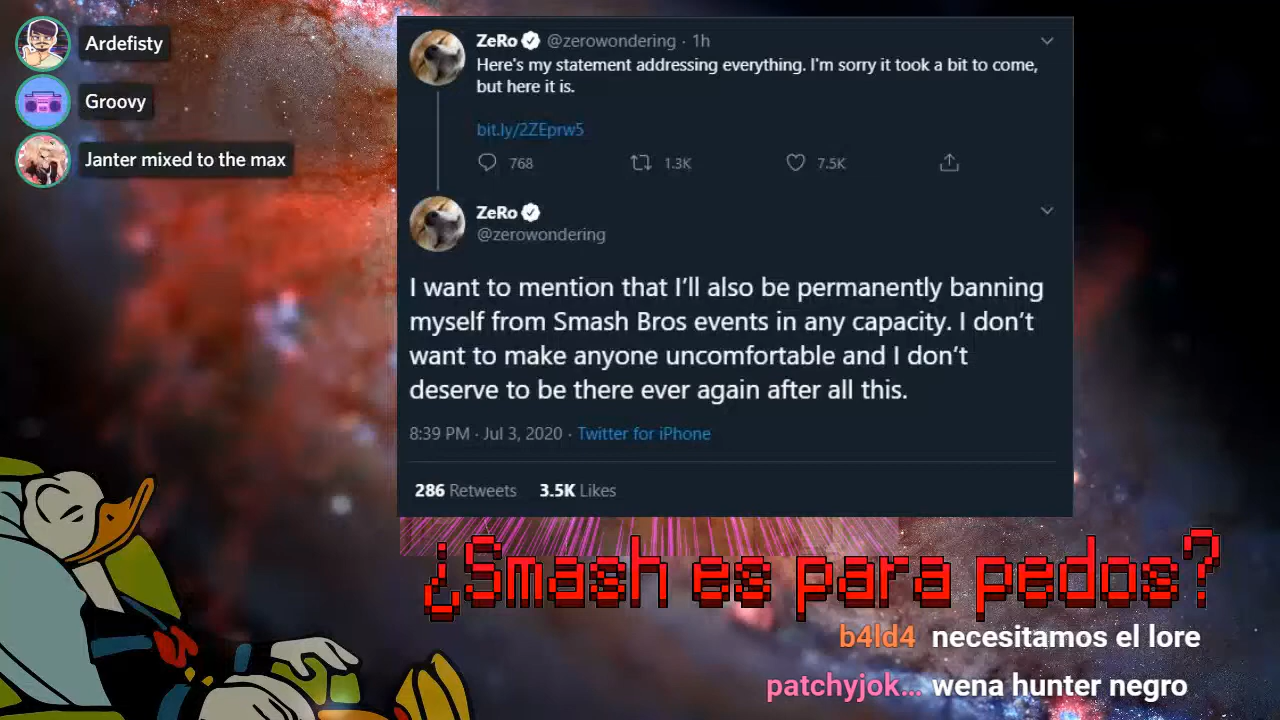 Ardefisty
Groovy
Janter mixed to the max
ZeRo @zerowondering · 1h
Here's my statement addressing everything. I'm sorry it took a bit to come,
but here it is.
bit.ly/2ZEprw5
768 1.3K 7.5K
ZeRo
@zerowondering
I want to mention that I’ll also be permanently banning
myself from Smash Bros events in any capacity. I don’t
want to make anyone uncomfortable and I don’t
deserve to be there ever again after all this.
8:39 PM · Jul 3, 2020 · Twitter for iPhone
286 Retweets 3.5K Likes
¿Smash es para pedos?
b4ld4 necesitamos el lore
patchyjok... wena hunter negro